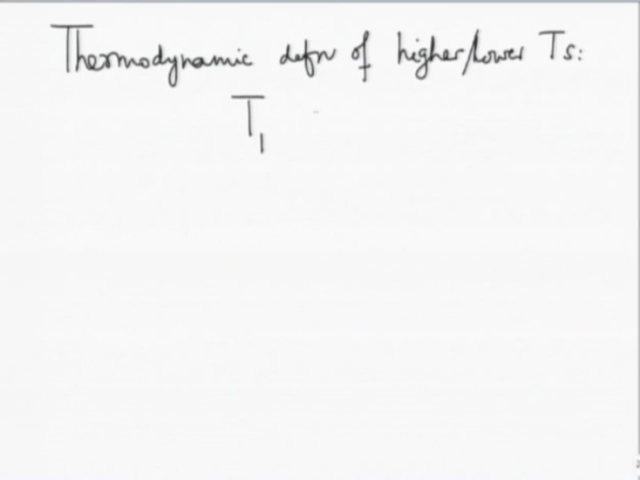 Thermodynamic defn of higher/lower Ts:
T₁